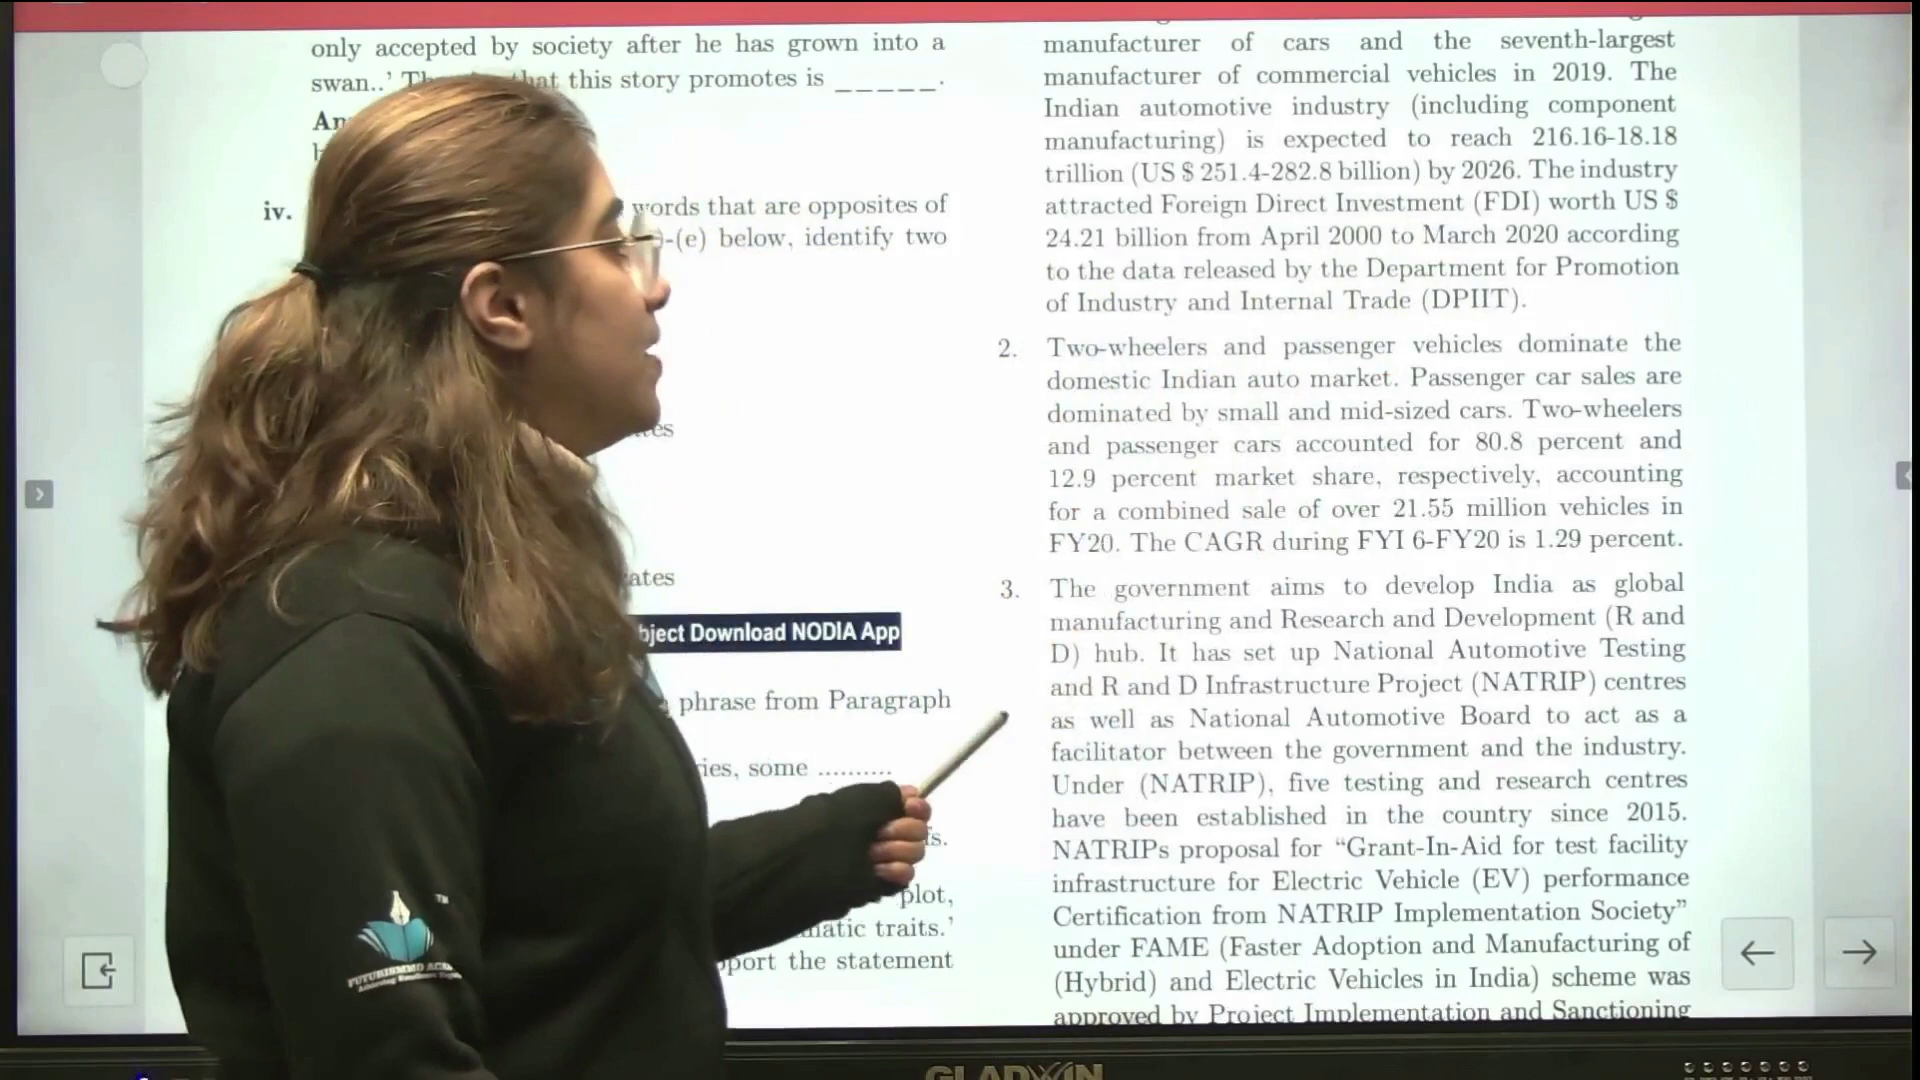 only accepted by society after he has grown into a
swan..' that this story promotes is _____.
iv.
words that are opposites of
-(e) below, identify two
ates
bject Download NODIA App
phrase from Paragraph
ries, some ..........
fs.
plot,
matic traits.'
pport the statement
manufacturer of cars and the seventh-largest
manufacturer of commercial vehicles in 2019. The
Indian automotive industry (including component
manufacturing) is expected to reach 216.16-18.18
trillion (US $ 251.4-282.8 billion) by 2026. The industry
attracted Foreign Direct Investment (FDI) worth US $
24.21 billion from April 2000 to March 2020 according
to the data released by the Department for Promotion
of Industry and Internal Trade (DPIIT).
2. Two-wheelers and passenger vehicles dominate the
domestic Indian auto market. Passenger car sales are
dominated by small and mid-sized cars. Two-wheelers
and passenger cars accounted for 80.8 percent and
12.9 percent market share, respectively, accounting
for a combined sale of over 21.55 million vehicles in
FY20. The CAGR during FYI 6-FY20 is 1.29 percent.
3. The government aims to develop India as global
manufacturing and Research and Development (R and
D) hub. It has set up National Automotive Testing
and R and D Infrastructure Project (NATRIP) centres
as well as National Automotive Board to act as a
facilitator between the government and the industry.
Under (NATRIP), five testing and research centres
have been established in the country since 2015.
NATRIPs proposal for “Grant-In-Aid for test facility
infrastructure for Electric Vehicle (EV) performance
Certification from NATRIP Implementation Society”
under FAME (Faster Adoption and Manufacturing of
(Hybrid) and Electric Vehicles in India) scheme was
approved by Project Implementation and Sanctioning
TM
GLADWIN